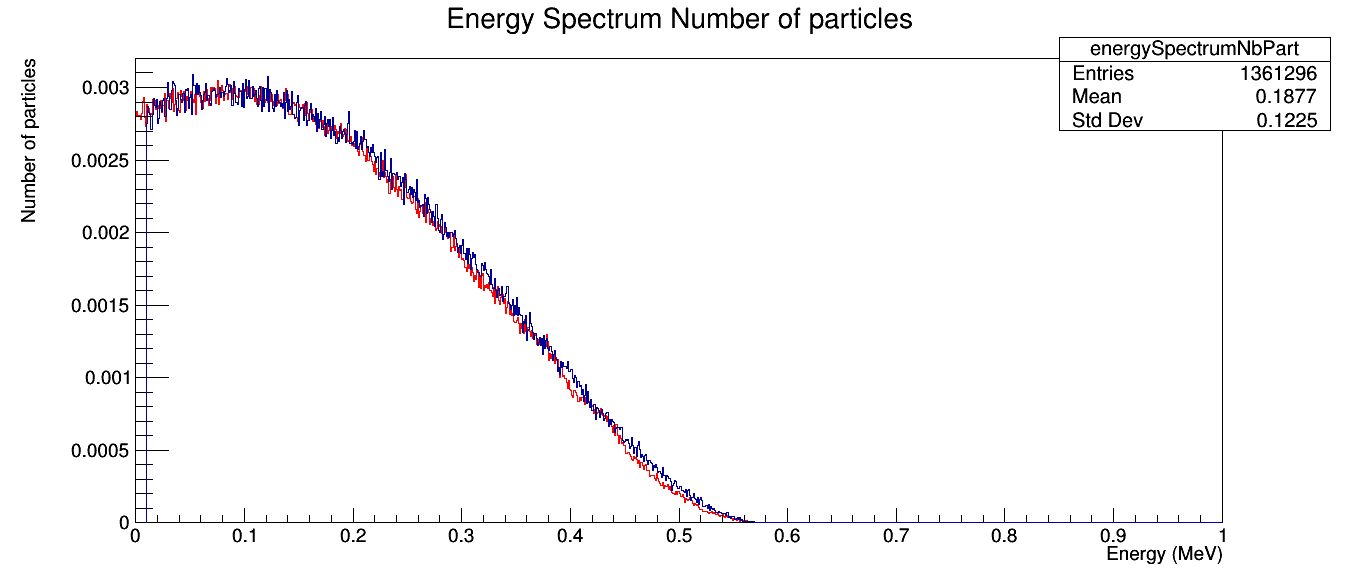 Energy Spectrum Number of particles
energySpectrumNbPart
Entries 1361296
Mean 0.1877
Std Dev 0.1225
Number of particles
0.003
0.0025
0.002
0.0015
0.001
0.0005
0
0 0.1 0.2 0.3 0.4 0.5 0.6 0.7 0.8 0.9 1
Energy (MeV)